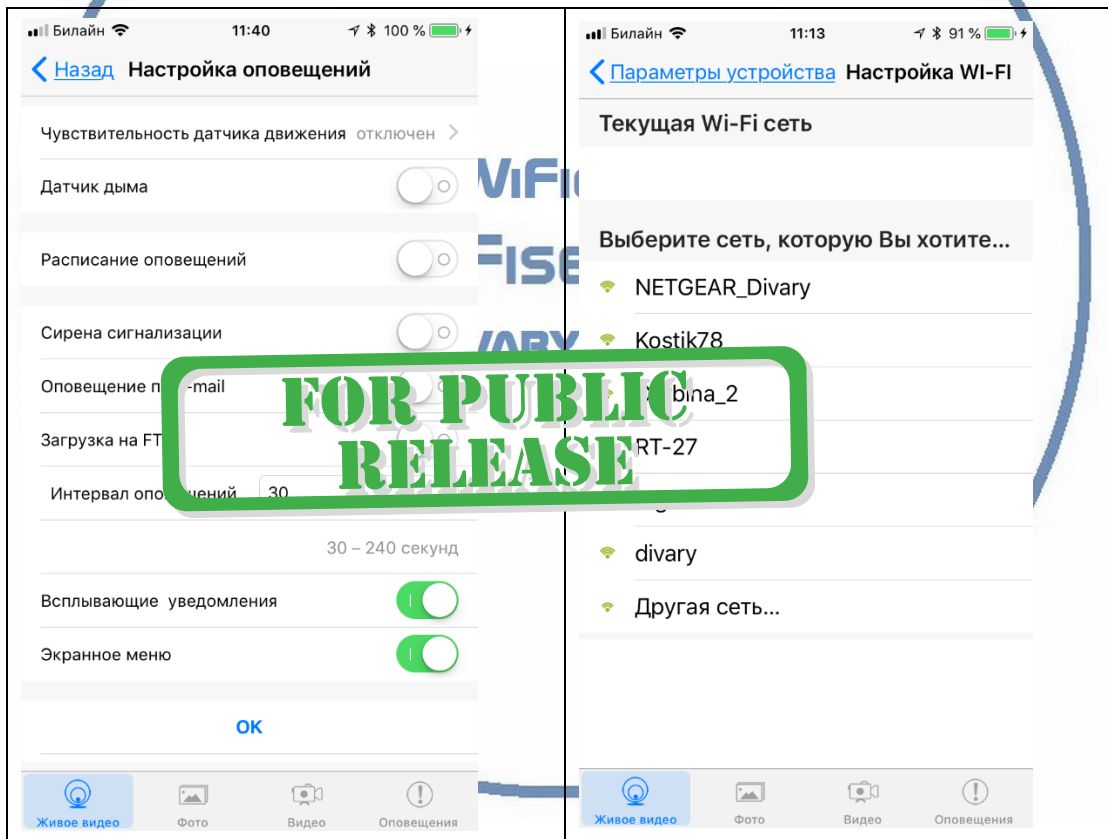 Билайн 11:40 100 %
Назад Настройка оповещений
Чувствительность датчика движения отключен
Датчик дыма
Расписание оповещений
Сирена сигнализации
Оповещение -mail
Загрузка на FT
Интервал 30
30 – 240 секунд
Всплывающие уведомления
Экранное меню
OK
Живое видео Фото Видео Оповещения
Билайн 11:13 91 %
Параметры устройства Настройка WI-FI
Текущая Wi-Fi сеть
Выберите сеть, которую Вы хотите...
NETGEAR_Divary
Kostik78
RT-27
divary
Другая сеть...
Живое видео Фото Видео Оповещения
FOR PUBLIC
RELEASE